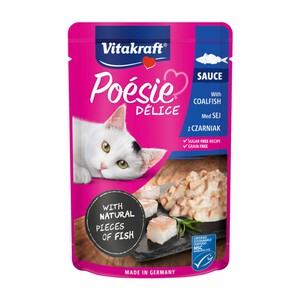 Vitakraft
Poésie
DÉLICE
SAUCE
With
COALFISH
Med SEJ
z CZARNIAK
SUGAR FREE RECIPE
GRAIN FREE
WITH
NATURAL
PIECES
OF FISH
MSC
MADE IN GERMANY